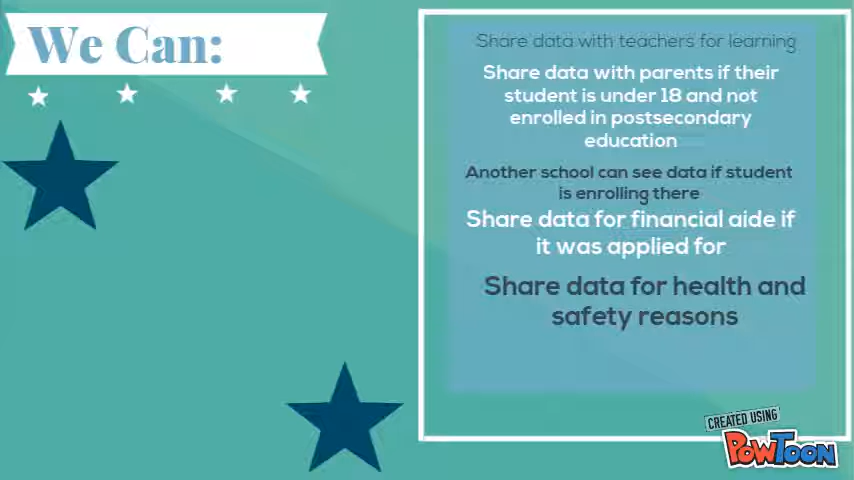 We Can:
Share data with teachers for learning
Share data with parents if their
student is under 18 and not
enrolled in postsecondary
education
Another school can see data if student
is enrolling there
Share data for financial aide if
it was applied for
Share data for health and
safety reasons
CREATED USING
POWTOON